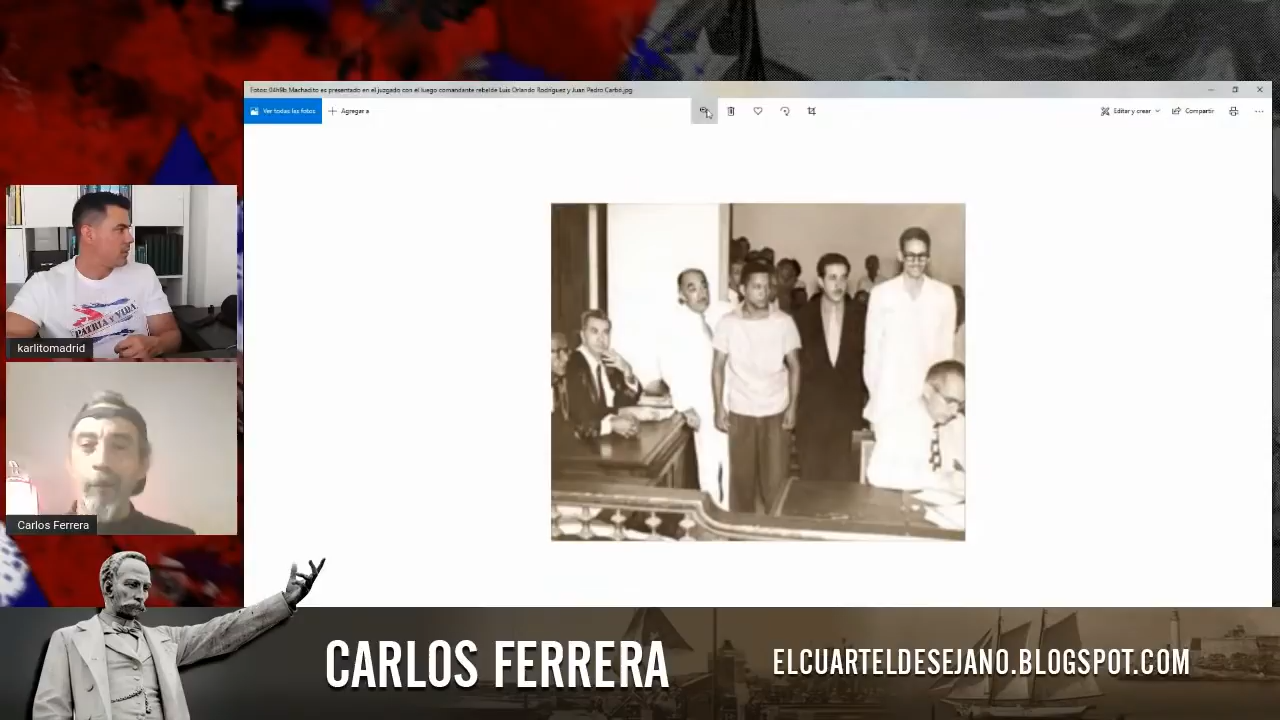 Fotos: 04h9b Machadito es presentado en el juzgado con el luego comandante rebelde Luis Orlando Rodríguez y Juan Pedro Carbó.jpg
Ver todas las fotos
Agregar a
Editar y crear
Compartir
PATRIA Y VIDA
karlitomadrid
Carlos Ferrera
CARLOS FERRERA
ELCUARTELDESEJANO.BLOGSPOT.COM